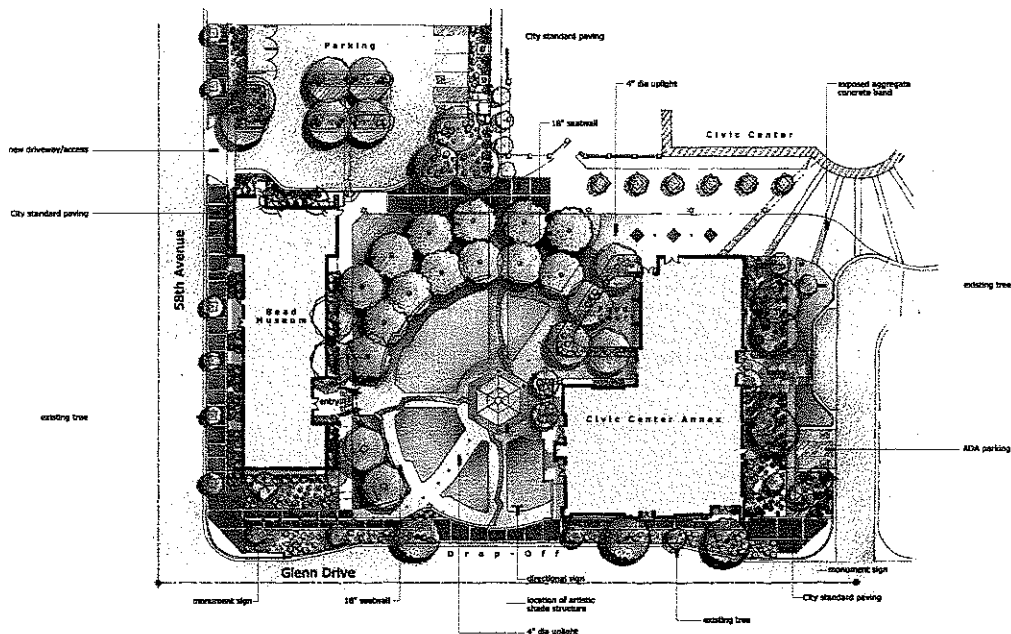 Parking
City standard paving
4" dia uplight
exposed aggregate
concrete band
18" seatwall
Civic Center
new driveway/access
City standard paving
58th Avenue
existing tree
Bead
Museum
entry
existing tree
Civic Center Annex
ADA parking
Drop-Off
Glenn Drive
directional sign
monument sign
monument sign
18" seatwall
location of artistic
shade structure
City standard paving
existing tree
4" dia uplight